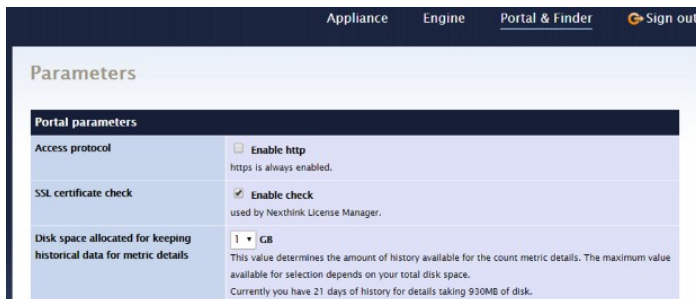 Appliance Engine Portal & Finder Sign out
Parameters
Portal parameters
Access protocol Enable http
https is always enabled.
SSL certificate check Enable check
used by Nexthink License Manager.
Disk space allocated for keeping 1 GB
historical data for metric details This value determines the amount of history available for the count metric details. The maximum value
available for selection depends on your total disk space.
Currently you have 21 days of history for details taking 930MB of disk.